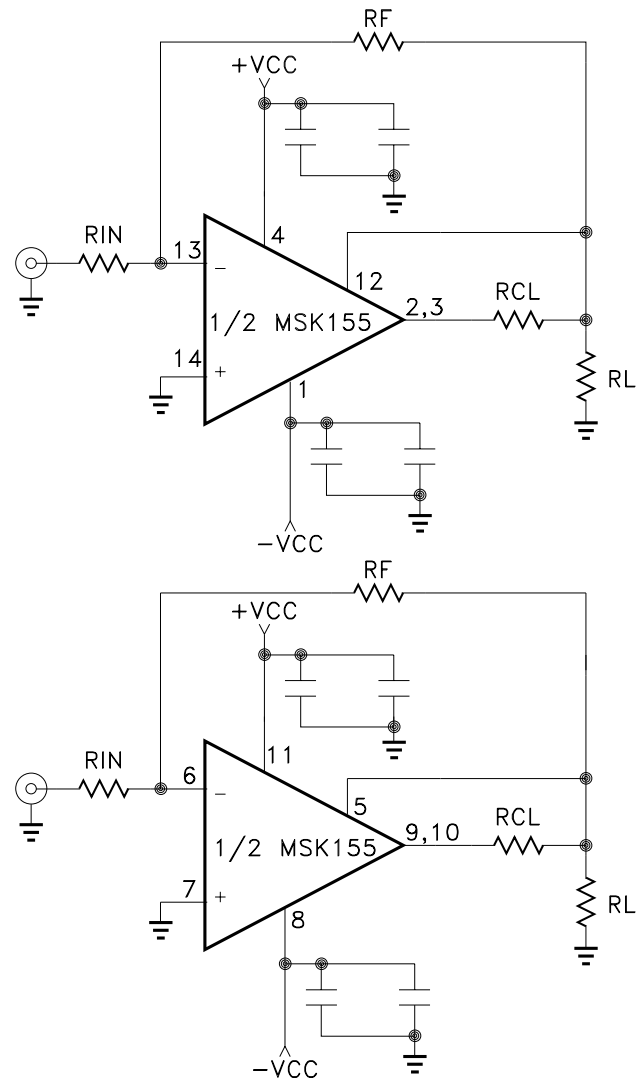 RF
+VCC
RIN
13
4
12
RCL
2,3
1/2 MSK155
14
1
RL
-VCC
RF
+VCC
RIN
6
11
5
RCL
9,10
1/2 MSK155
7
8
RL
-VCC